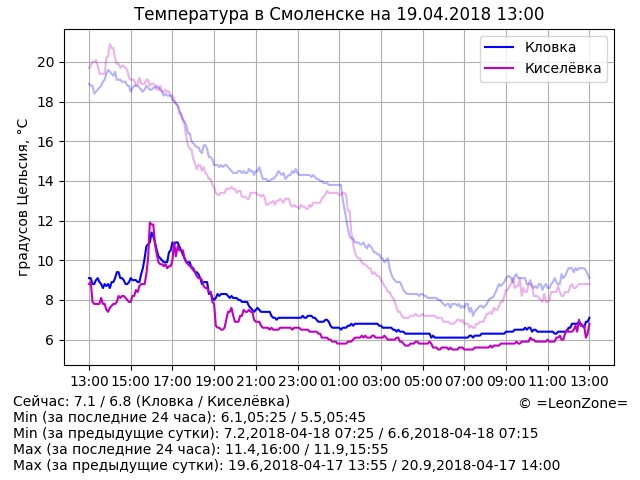 Температура в Смоленске на 19.04.2018 13:00
Кловка
Киселёвка
градусов Цельсия, °C
20
18
16
14
12
10
8
6
13:00 15:00 17:00 19:00 21:00 23:00 01:00 03:00 05:00 07:00 09:00 11:00 13:00
Сейчас: 7.1 / 6.8 (Кловка / Киселёвка)
© =LeonZone=
Min (за последние 24 часа): 6.1,05:25 / 5.5,05:45
Min (за предыдущие сутки): 7.2,2018-04-18 07:25 / 6.6,2018-04-18 07:15
Max (за последние 24 часа): 11.4,16:00 / 11.9,15:55
Max (за предыдущие сутки): 19.6,2018-04-17 13:55 / 20.9,2018-04-17 14:00